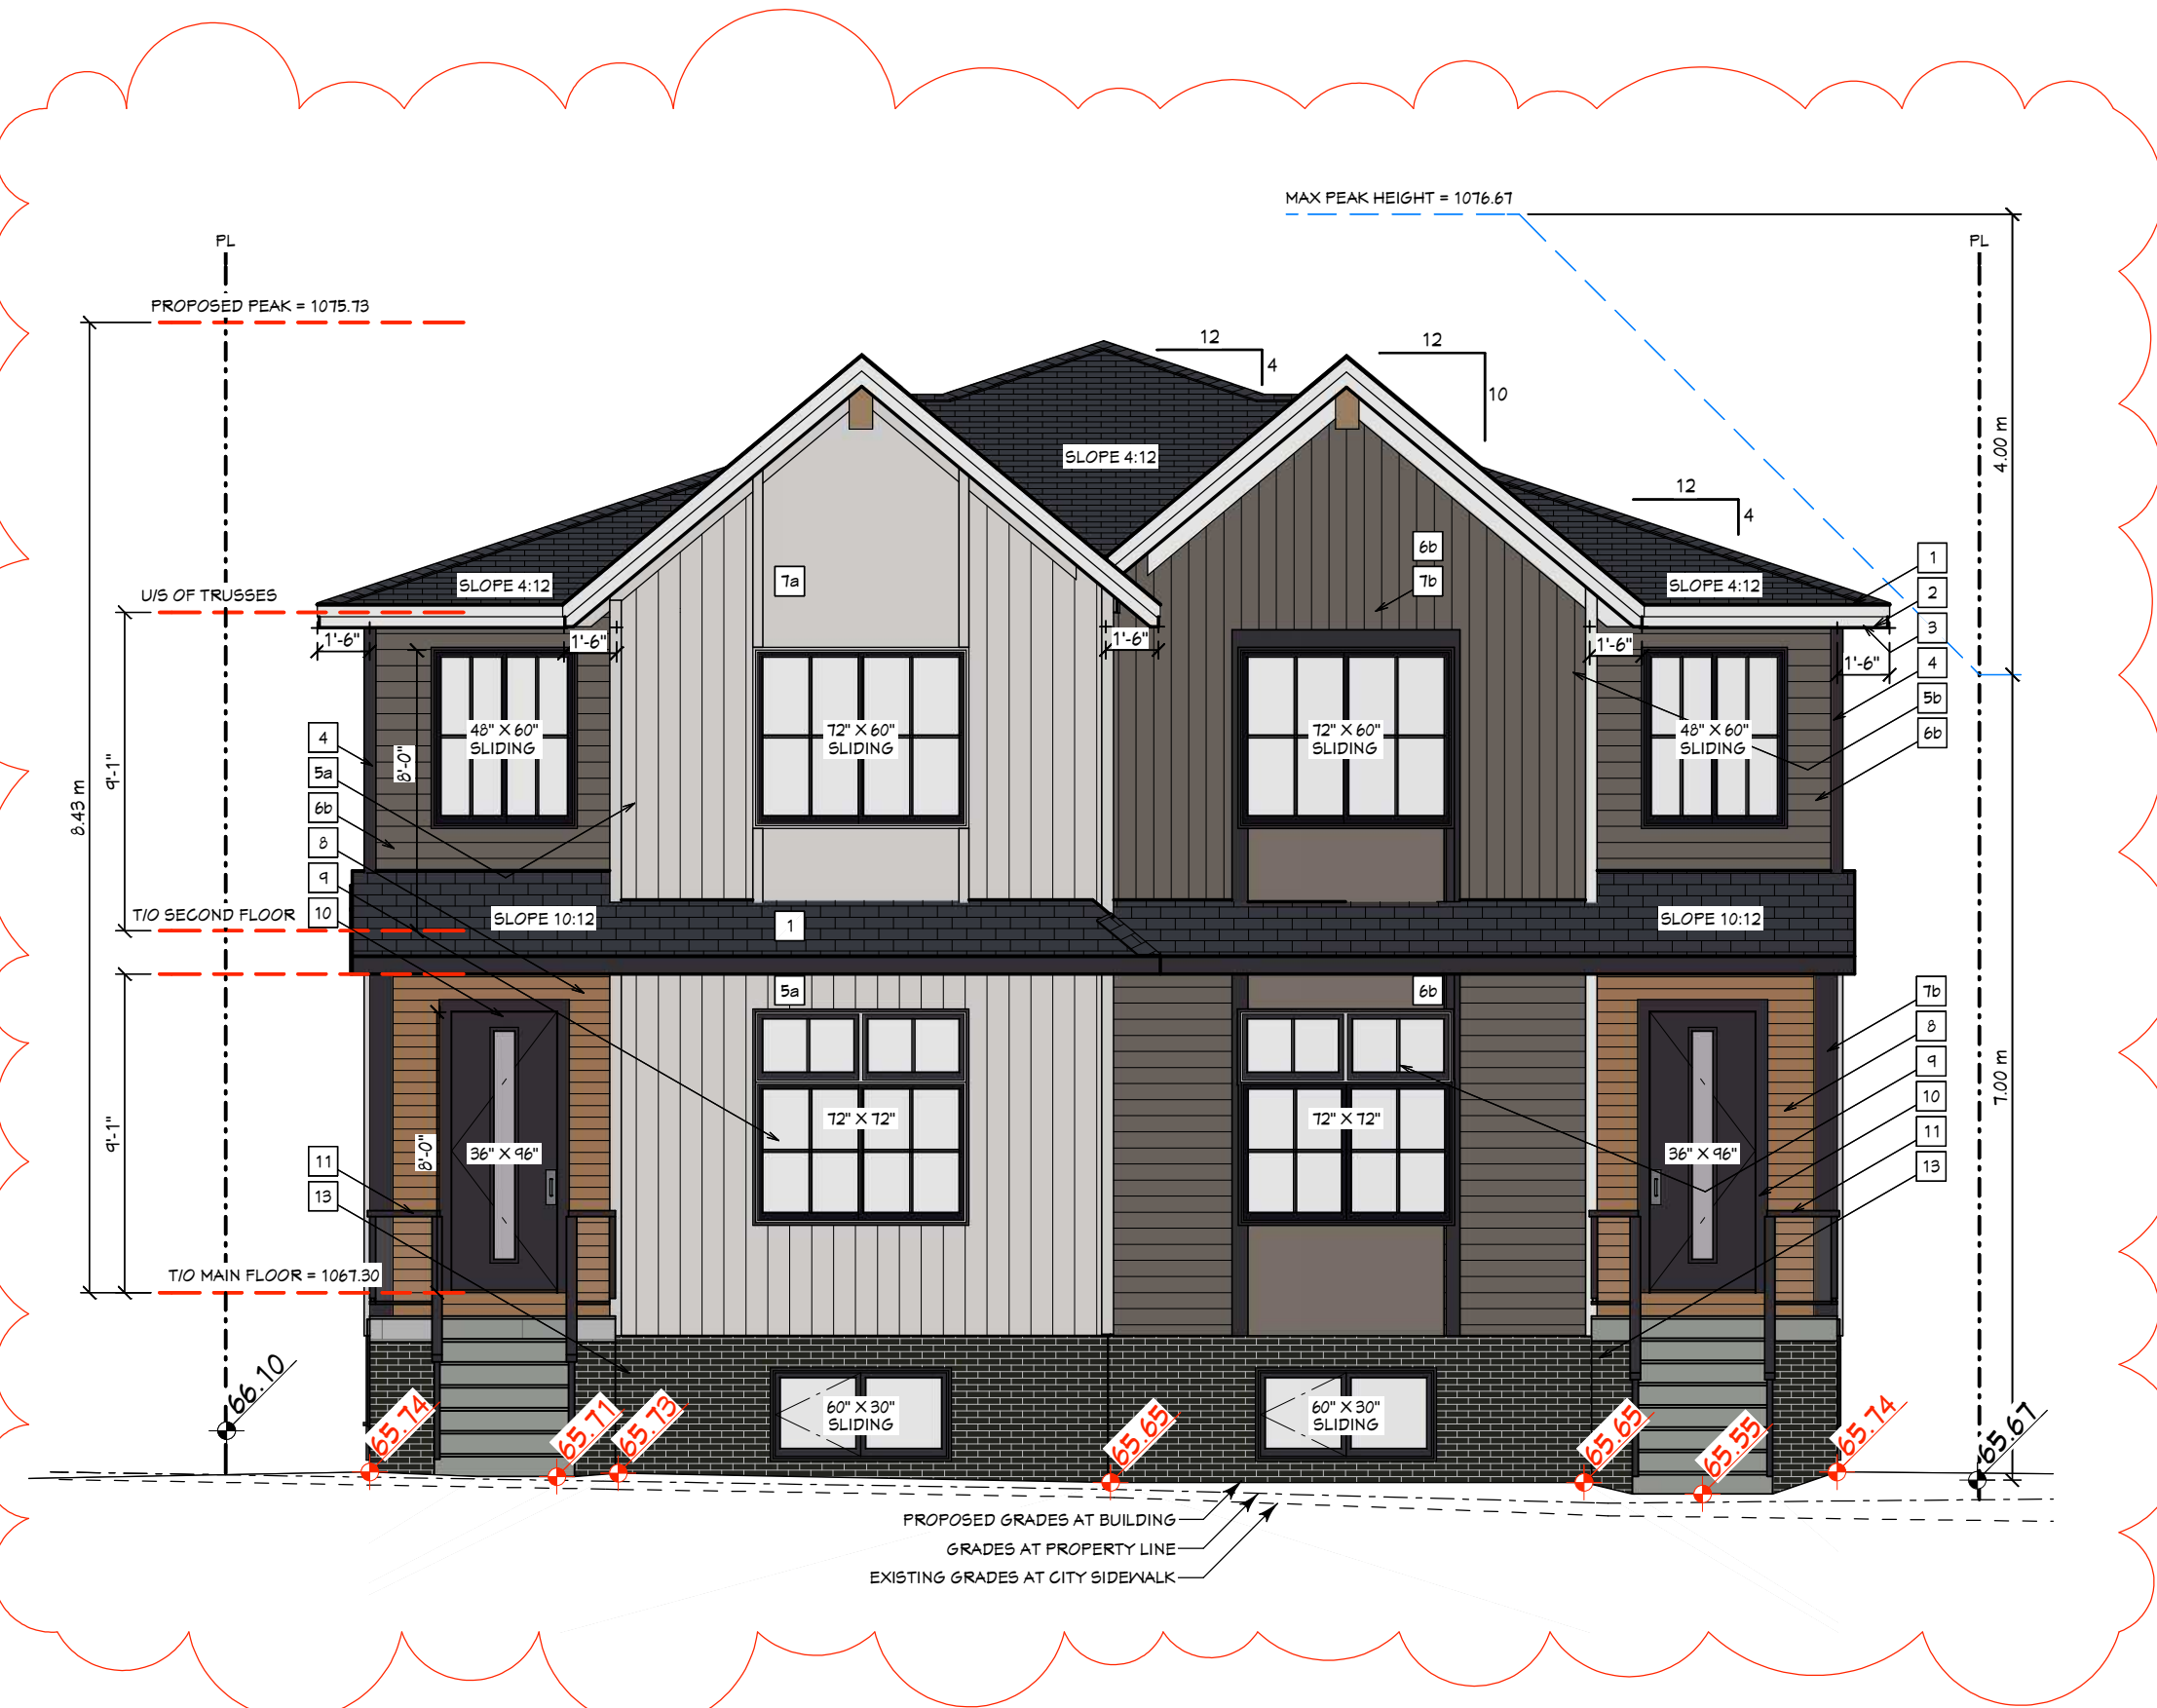 MAX PEAK HEIGHT = 1076.67
PL
PL
PROPOSED PEAK = 1075.73
12
4
12
10
4.00 m
SLOPE 4:12
12
4
6b
7a
7b
1
2
3
4
5b
6b
SLOPE 4:12
SLOPE 4:12
U/S OF TRUSSES
1'-6"
1'-6"
1'-6"
1'-6"
1'-6"
4
5a
6b
8
9
10
48" X 60"
SLIDING
72" X 60"
SLIDING
72" X 60"
SLIDING
48" X 60"
SLIDING
8'-0"
9'-1"
8.43 m
T/O SECOND FLOOR
SLOPE 10:12
1
SLOPE 10:12
5a
6b
7b
8
9
10
11
13
7.00 m
9'-1"
8'-0"
36" X 96"
72" X 72"
72" X 72"
36" X 96"
11
13
T/O MAIN FLOOR = 1067.30
66.10
65.74
65.71
65.73
60" X 30"
SLIDING
65.65
60" X 30"
SLIDING
65.65
65.55
65.74
65.67
PROPOSED GRADES AT BUILDING
GRADES AT PROPERTY LINE
EXISTING GRADES AT CITY SIDEWALK